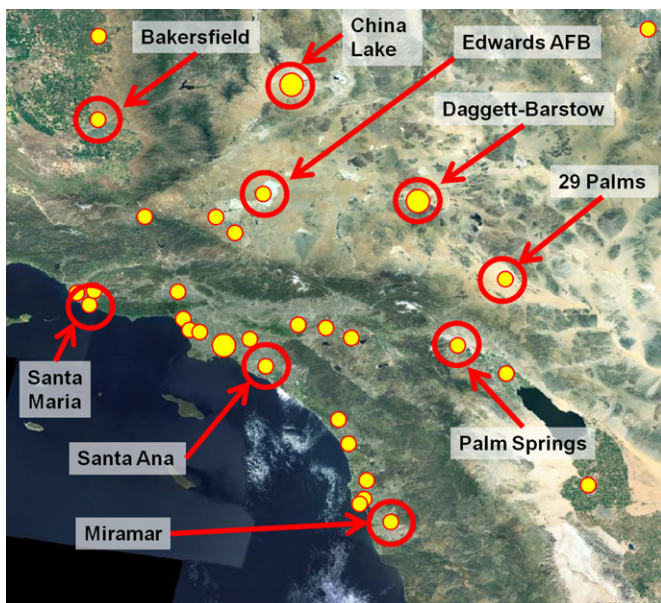 Bakersfield
China
Lake
Edwards AFB
Daggett-Barstow
29 Palms
Santa
Maria
Santa Ana
Palm Springs
Miramar